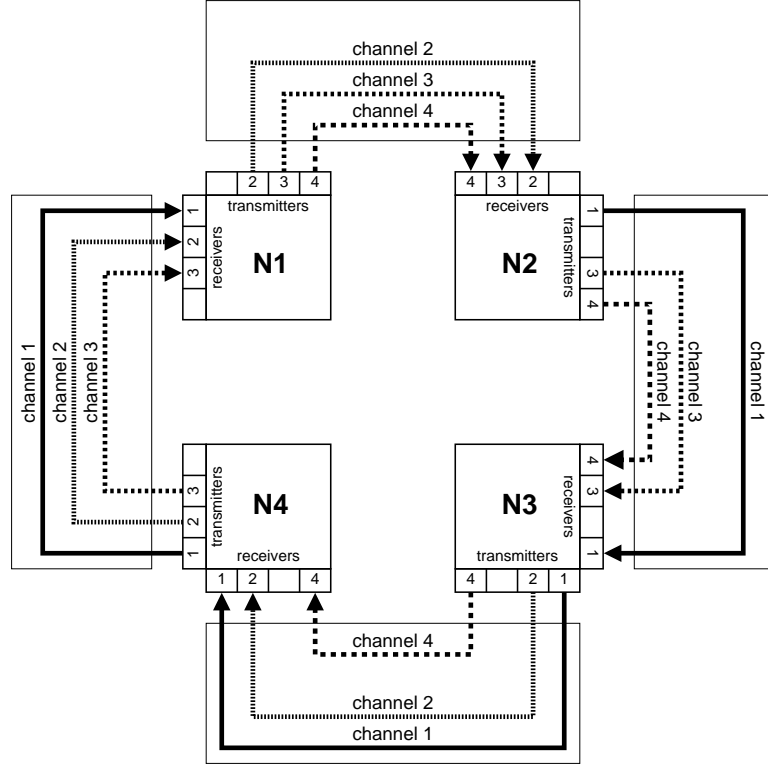 channel 2
channel 3
channel 4
2 3 4
transmitters
1
2
3
receivers
N1
4 3 2
receivers
1
3
4
transmitters
N2
channel 1
channel 2
channel 3
channel 4
channel 3
channel 1
3
2
1
transmitters
N4
receivers
1 2 4
4
3
1
receivers
N3
transmitters
4 2 1
channel 4
channel 2
channel 1